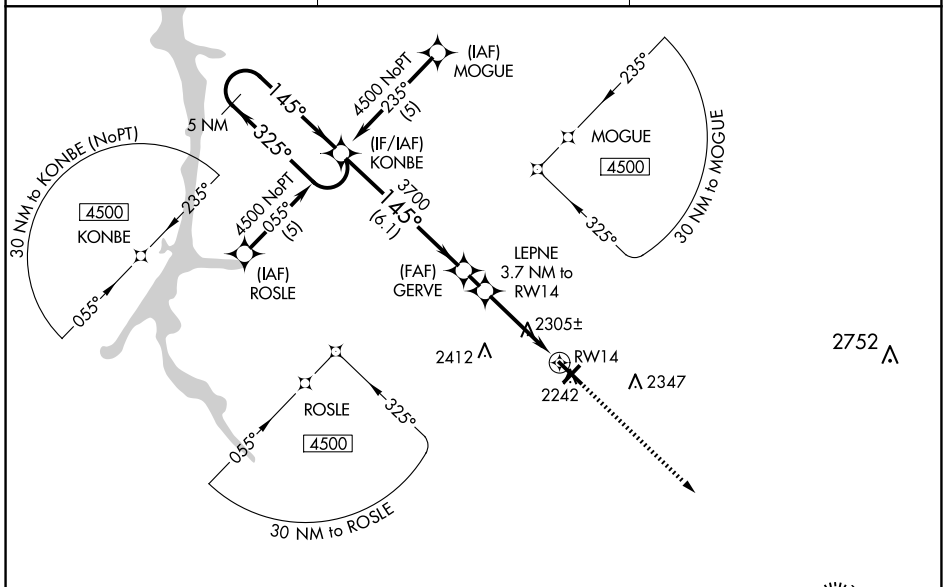 (IAF)
MOGUE
4500 NoPT
235°
(5)
145°
5 NM
325°
(IF/IAF)
KONBE
4500 NoPT
055°
(5)
(IAF)
ROSLE
3700
145°
(6.1)
(FAF)
GERVE
LEPNE
3.7 NM to
RW14
2305±
2412
RW14
2242
2347
2752
30 NM to KONBE (NoPT)
4500
KONBE
235°
055°
235°
MOGUE
4500
325°
30 NM to MOGUE
ROSLE
4500
055°
325°
30 NM to ROSLE